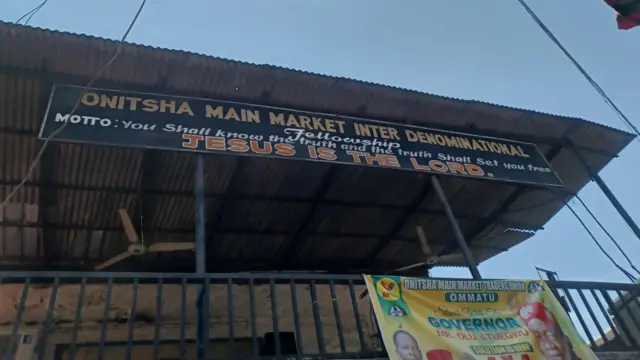 ONITSHA MAIN MARKET INTER DENOMINATIONAL
Fellowship
MOTTO: You Shall know the truth and the truth Shall Set you free
JESUS IS THE LORD.
ONITSHA MAIN MARKET TRADERS UNION
OMMATU
GOVERNOR